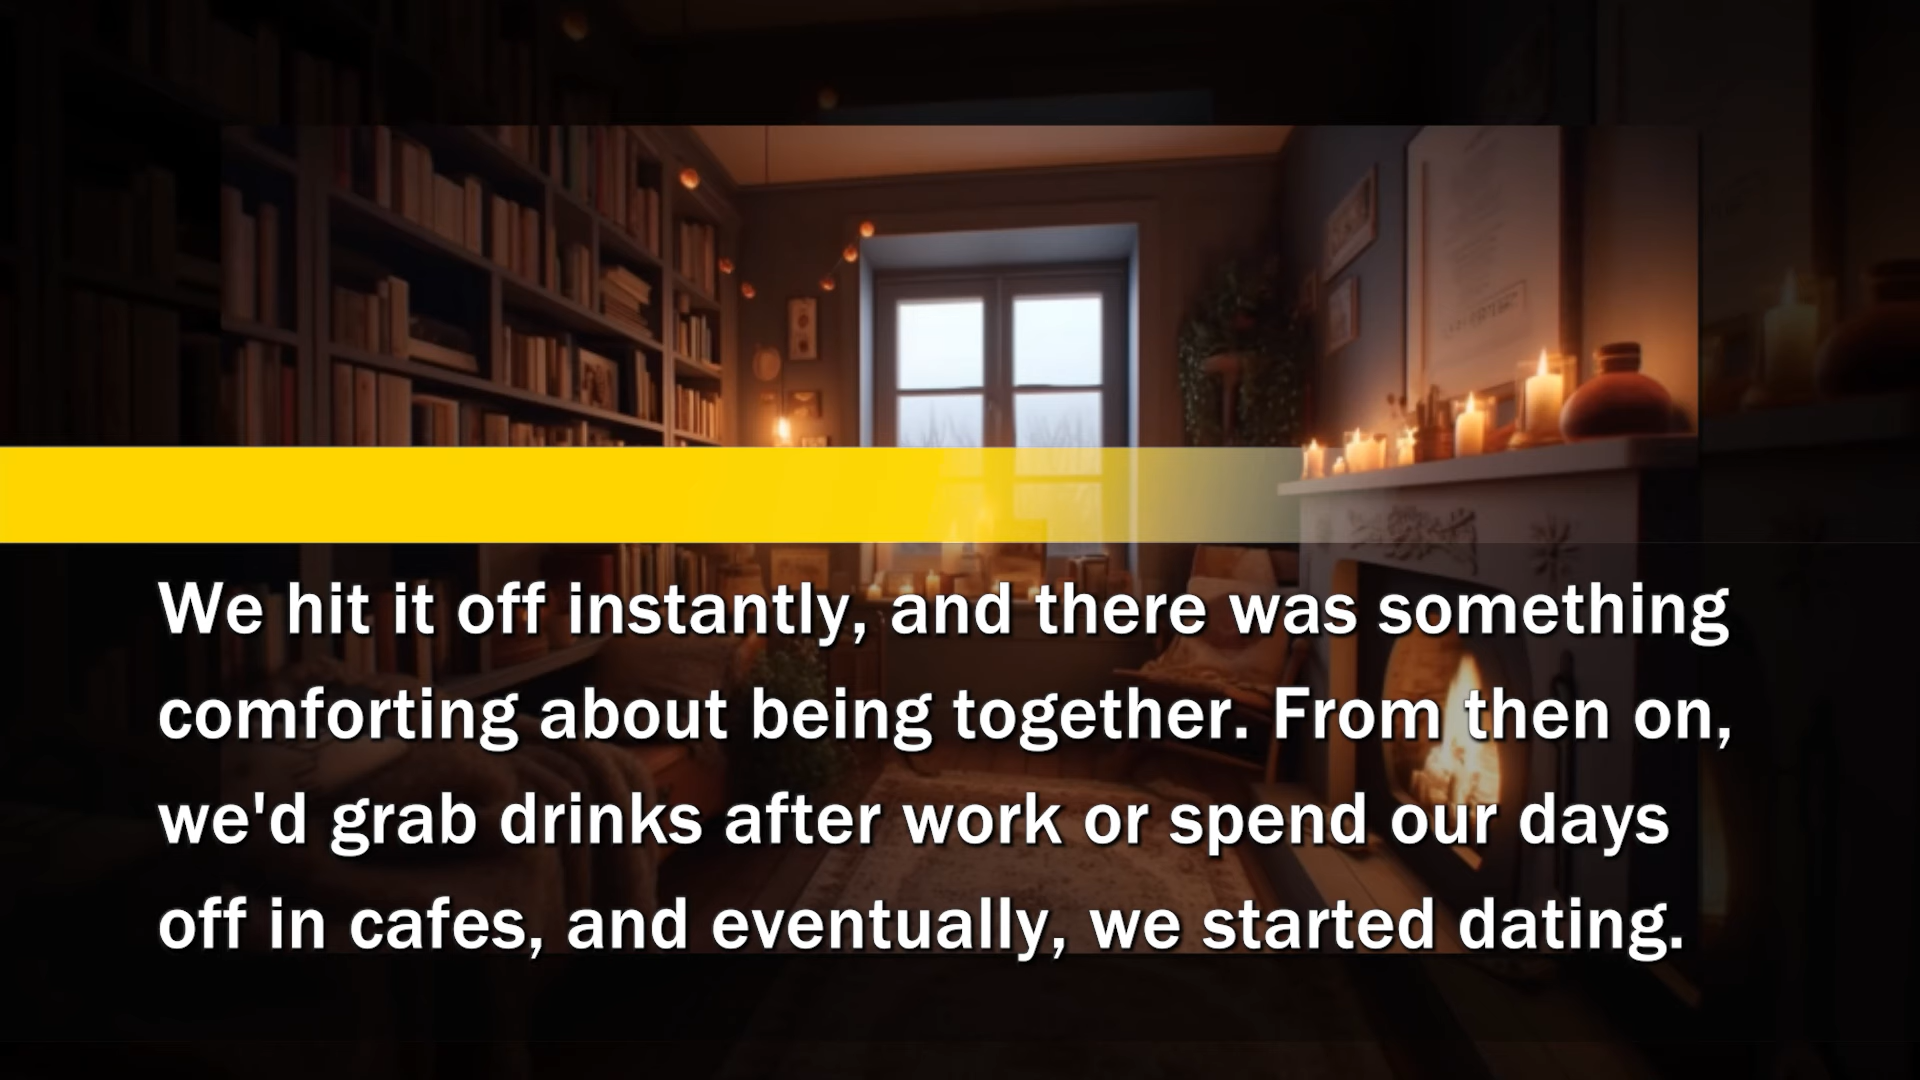 We hit it off instantly, and there was something
comforting about being together. From then on,
we'd grab drinks after work or spend our days
off in cafes, and eventually, we started dating.